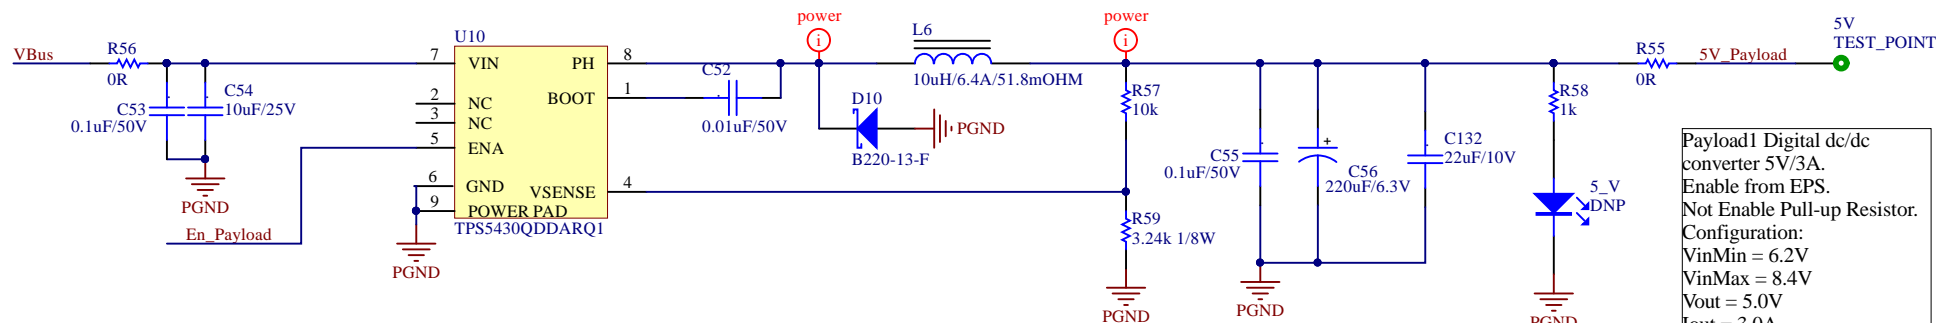 power
power
5V
TEST_POINT
VBus
R56
0R
U10
7
VIN
PH
8
L6
10uH/6.4A/51.8mOHM
R55
0R
5V_Payload
C53
0.1uF/50V
C54
10uF/25V
2
NC
3
NC
BOOT
1
C52
0.01uF/50V
D10
B220-13-F
PGND
R57
10k
R58
1k
5
ENA
6
GND
9
POWER PAD
VSENSE
4
TPS5430QDDARQ1
PGND
En_Payload
PGND
R59
3.24k 1/8W
PGND
C55
0.1uF/50V
+
C56
220uF/6.3V
C132
22uF/10V
PGND
5_V
DNP
PGND
Payload1 Digital dc/dc
converter 5V/3A.
Enable from EPS.
Not Enable Pull-up Resistor.
Configuration:
VinMin = 6.2V
VinMax = 8.4V
Vout = 5.0V
Iout = 3.0A